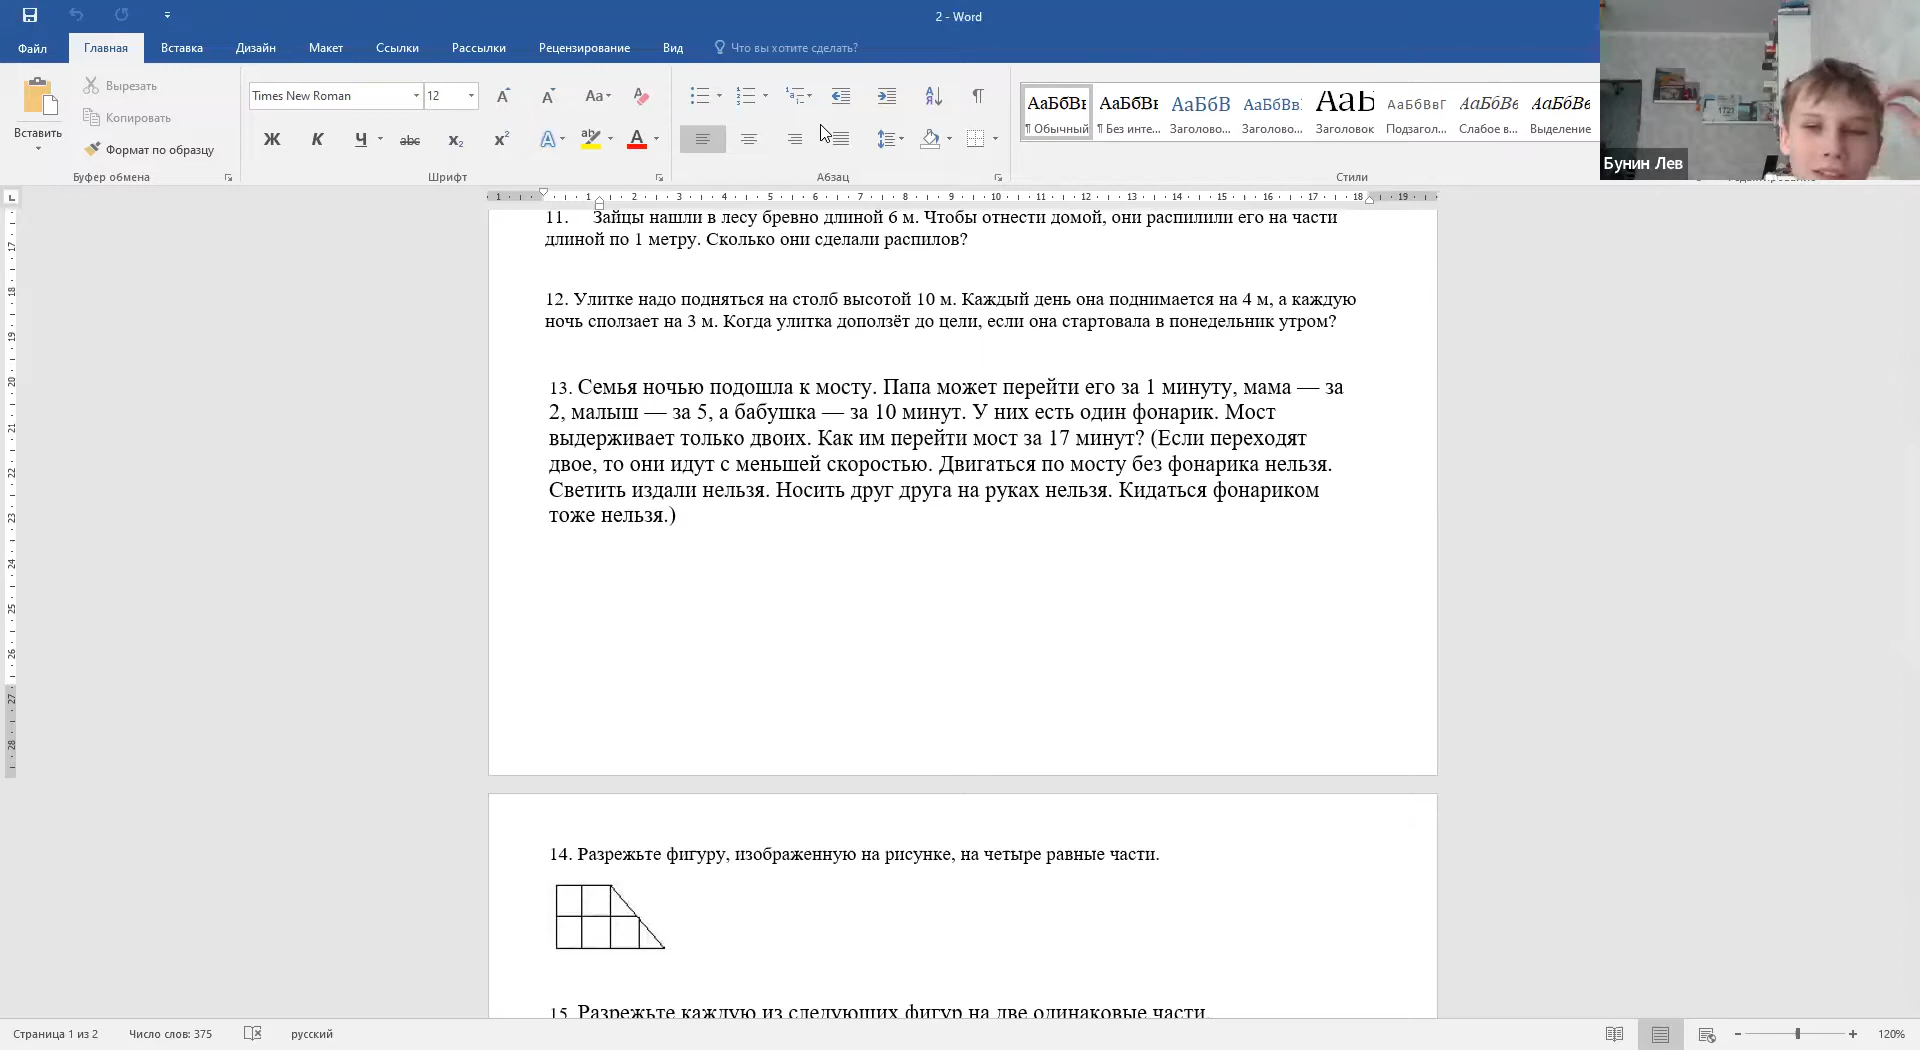 2 - Word
Файл Главная Вставка Дизайн Макет Ссылки Рассылки Рецензирование Вид Что вы хотите сделать?
Вставить
Вырезать
Копировать
Формат по образцу
Буфер обмена
Times New Roman 12
Шрифт
Абзац
АаБбВвГ
¶ Обычный ¶ Без инте... Заголово... Заголово... Заголовок Подзагол... Слабое в... Выделение
Стили
Бунин Лев
11. Зайцы нашли в лесу бревно длиной 6 м. Чтобы отнести домой, они распилили его на части
длиной по 1 метру. Сколько они сделали распилов?
12. Улитке надо подняться на столб высотой 10 м. Каждый день она поднимается на 4 м, а каждую
ночь сползает на 3 м. Когда улитка доползёт до цели, если она стартовала в понедельник утром?
13. Семья ночью подошла к мосту. Папа может перейти его за 1 минуту, мама — за
2, малыш — за 5, а бабушка — за 10 минут. У них есть один фонарик. Мост
выдерживает только двоих. Как им перейти мост за 17 минут? (Если переходят
двое, то они идут с меньшей скоростью. Двигаться по мосту без фонарика нельзя.
Светить издали нельзя. Носить друг друга на руках нельзя. Кидаться фонариком
тоже нельзя.)
14. Разрежьте фигуру, изображенную на рисунке, на четыре равные части.
15. Разрежьте каждую из следующих фигур на две одинаковые части.
Страница 1 из 2 Число слов: 375 русский 120%